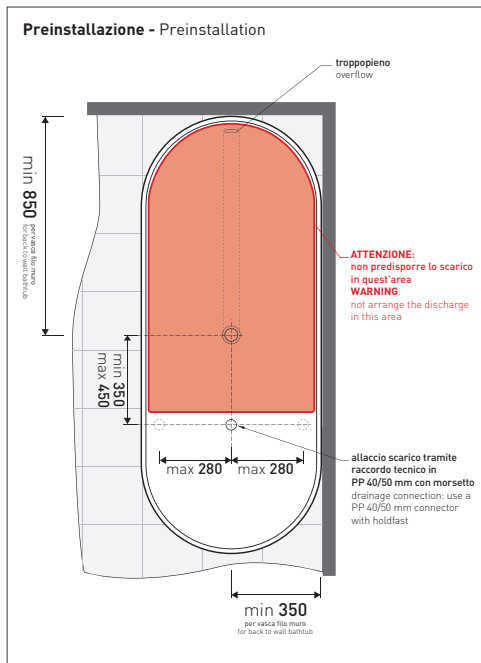 Preinstallazione - Preinstallation
troppopieno
overflow
min 850
per vasca filo muro
for back to wall bathtub
ATTENZIONE:
non predisporre lo scarico
in quest'area
WARNING:
not arrange the discharge
in this area
min 350
max 450
max 280
max 280
allaccio scarico tramite
raccordo tecnico in
PP 40/50 mm con morsetto
drainage connection: use a
PP 40/50 mm connector
with holdfast
min 350
per vasca filo muro
for back to wall bathtub